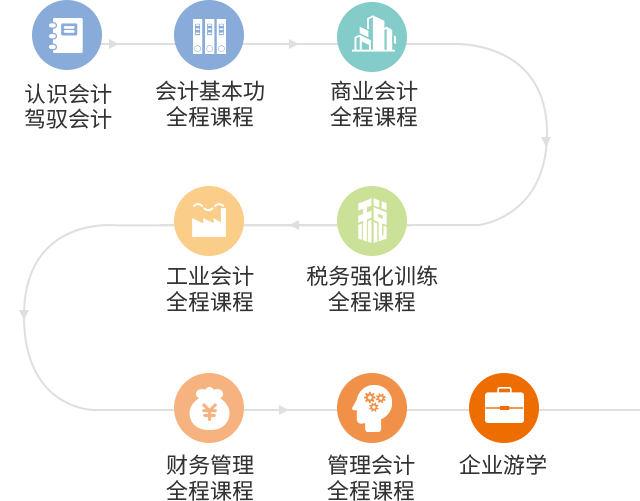 认识会计
驾驭会计
会计基本功
全程课程
商业会计
全程课程
税
工业会计
全程课程
税务强化训练
全程课程
财务管理
全程课程
管理会计
全程课程
企业游学